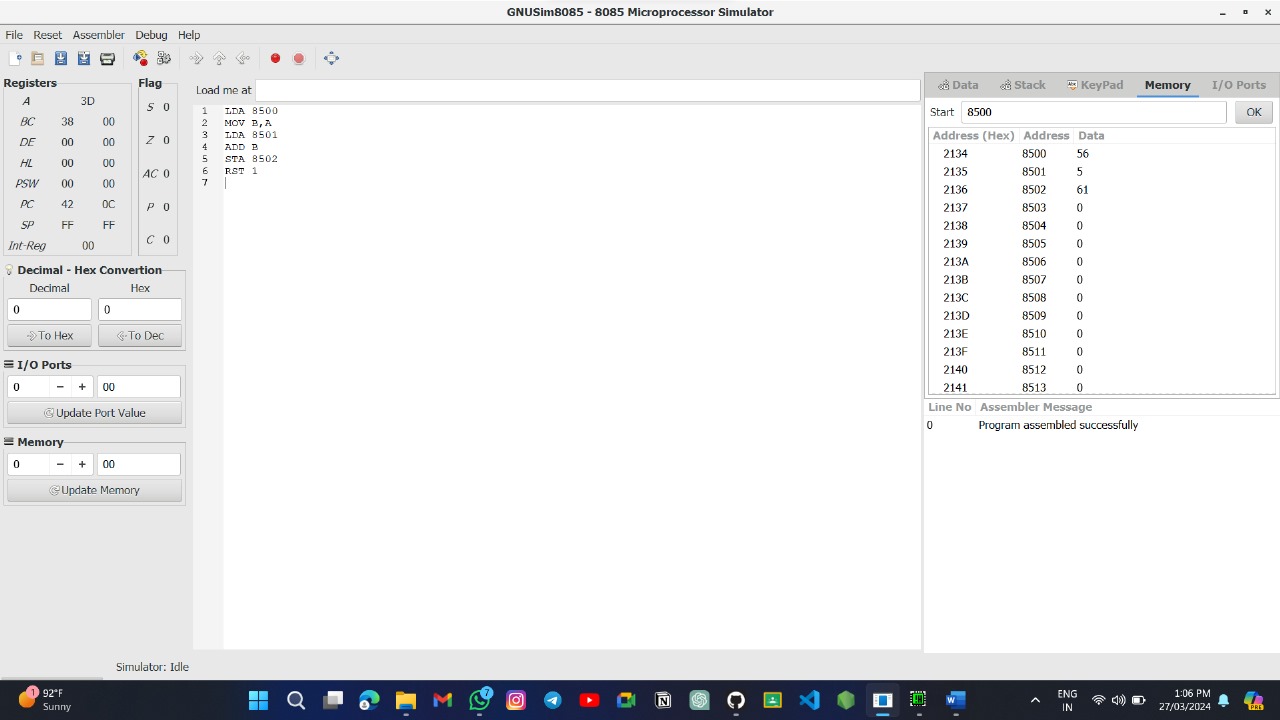 GNUSim8085 - 8085 Microprocessor Simulator
File Reset Assembler Debug Help
Registers
A 3D
BC 38 00
DE 00 00
HL 00 00
PSW 00 00
PC 42 0C
SP FF FF
Int-Reg 00
Flag
S 0
Z 0
AC 0
P 0
C 0
Decimal - Hex Convertion
Decimal Hex
0 0
To Hex To Dec
I/O Ports
0 − + 00
Update Port Value
Memory
0 − + 00
Update Memory
Load me at
1 LDA 8500
2 MOV B,A
3 LDA 8501
4 ADD B
5 STA 8502
6 RST 1
7
Data Stack KeyPad Memory I/O Ports
Start 8500 OK
Address (Hex) Address Data
2134 8500 56
2135 8501 5
2136 8502 61
2137 8503 0
2138 8504 0
2139 8505 0
213A 8506 0
213B 8507 0
213C 8508 0
213D 8509 0
213E 8510 0
213F 8511 0
2140 8512 0
2141 8513 0
Line No Assembler Message
0 Program assembled successfully
Simulator: Idle
1 92°F
Sunny
7
ENG
IN
1:06 PM
27/03/2024
PRE